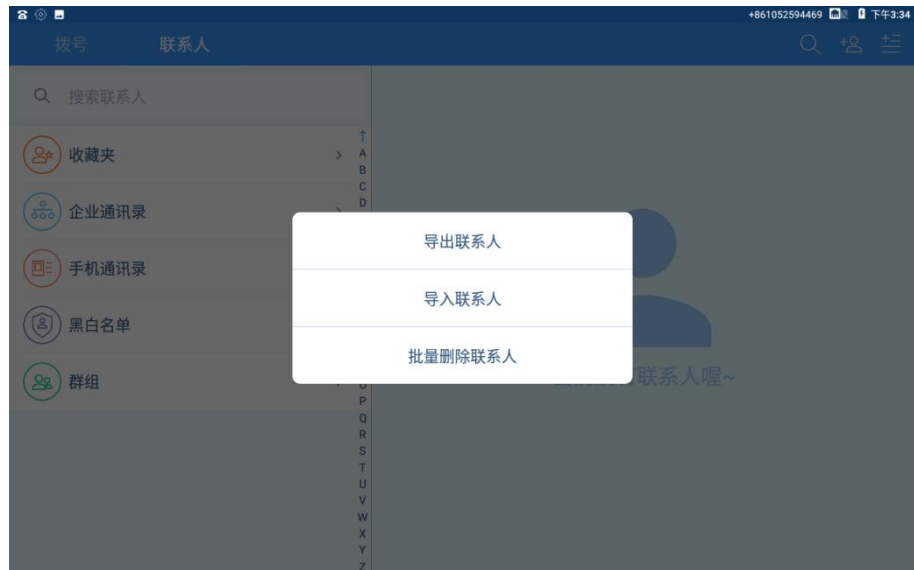 +861052594469 下午3:34
拨号 联系人
搜索联系人
收藏夹
企业通讯录
手机通讯录
黑白名单
群组
↑
A
B
C
D
导出联系人
导入联系人
批量删除联系人
联系人喔~
P
Q
R
S
T
U
V
W
X
Y
Z